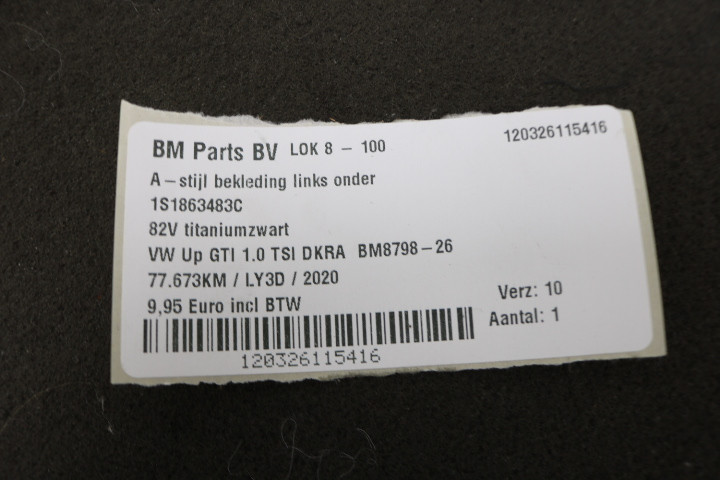 BM Parts BV LOK 8 - 100
120326115416
A-stijl bekleding links onder
1S1863483C
82V titaniumzwart
VW Up GTI 1.0 TSI DKRA BM8798-26
77.673KM / LY3D / 2020
9,95 Euro incl BTW
Verz: 10
Aantal: 1
120326115416